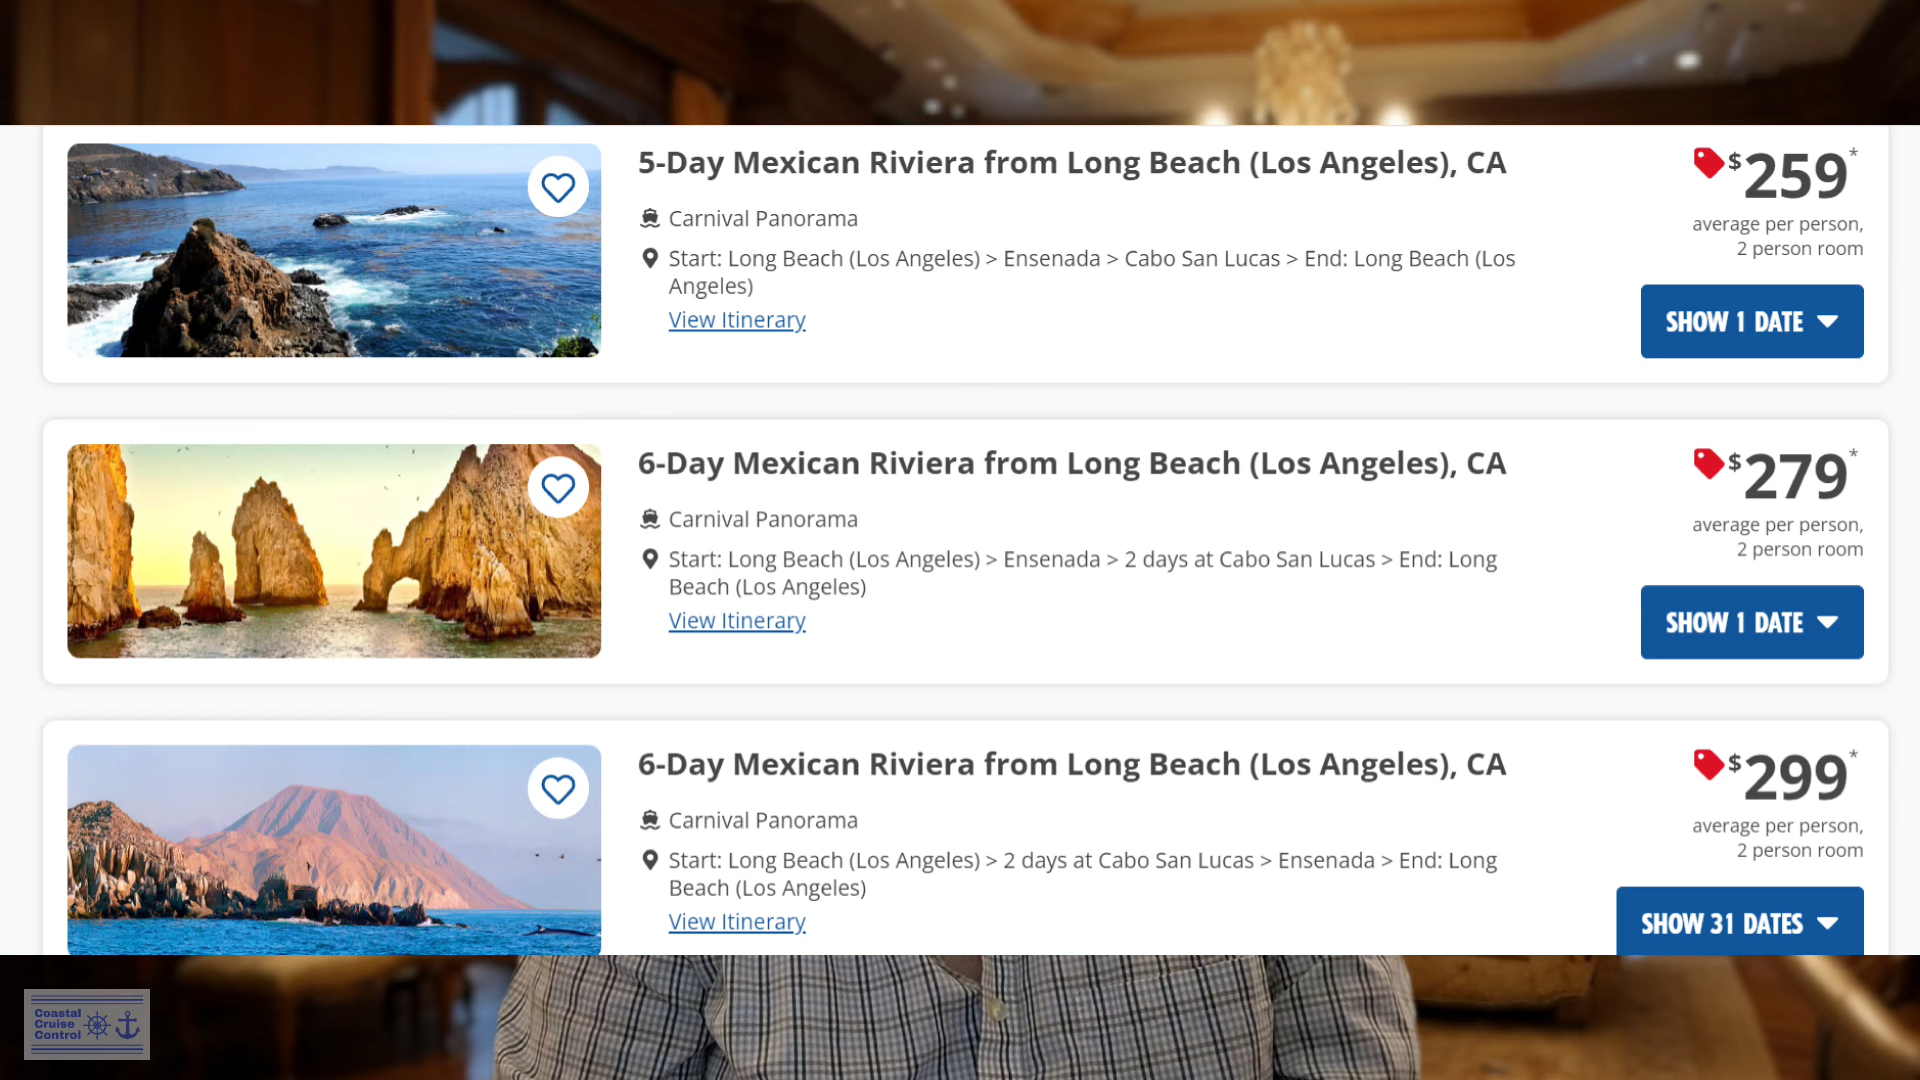 5-Day Mexican Riviera from Long Beach (Los Angeles), CA
Carnival Panorama
Start: Long Beach (Los Angeles) > Ensenada > Cabo San Lucas > End: Long Beach (Los
Angeles)
View Itinerary
$259*
average per person,
2 person room
SHOW 1 DATE
6-Day Mexican Riviera from Long Beach (Los Angeles), CA
Carnival Panorama
Start: Long Beach (Los Angeles) > Ensenada > 2 days at Cabo San Lucas > End: Long
Beach (Los Angeles)
View Itinerary
$279*
average per person,
2 person room
SHOW 1 DATE
6-Day Mexican Riviera from Long Beach (Los Angeles), CA
Carnival Panorama
Start: Long Beach (Los Angeles) > 2 days at Cabo San Lucas > Ensenada > End: Long
Beach (Los Angeles)
View Itinerary
$299*
average per person,
2 person room
SHOW 31 DATES
Coastal
Cruise
Control